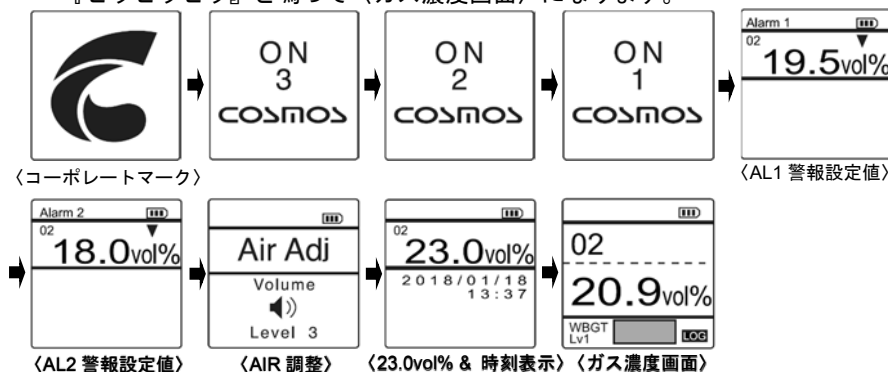 『ピッピッピッ』と鳴って〈ガス濃度画面〉になります。
ON
3
COSMOS
ON
2
COSMOS
ON
1
COSMOS
Alarm 1
02
19.5vol%
〈コーポレートマーク〉
〈AL1 警報設定値〉
Alarm 2
02
18.0vol%
Air Adj
Volume
Level 3
02
23.0vol%
2018/01/18
13:37
02
20.9vol%
WBGT
Lv1
LOG
〈AL2 警報設定値〉
〈AIR 調整〉
〈23.0vol% & 時刻表示〉
〈ガス濃度画面〉